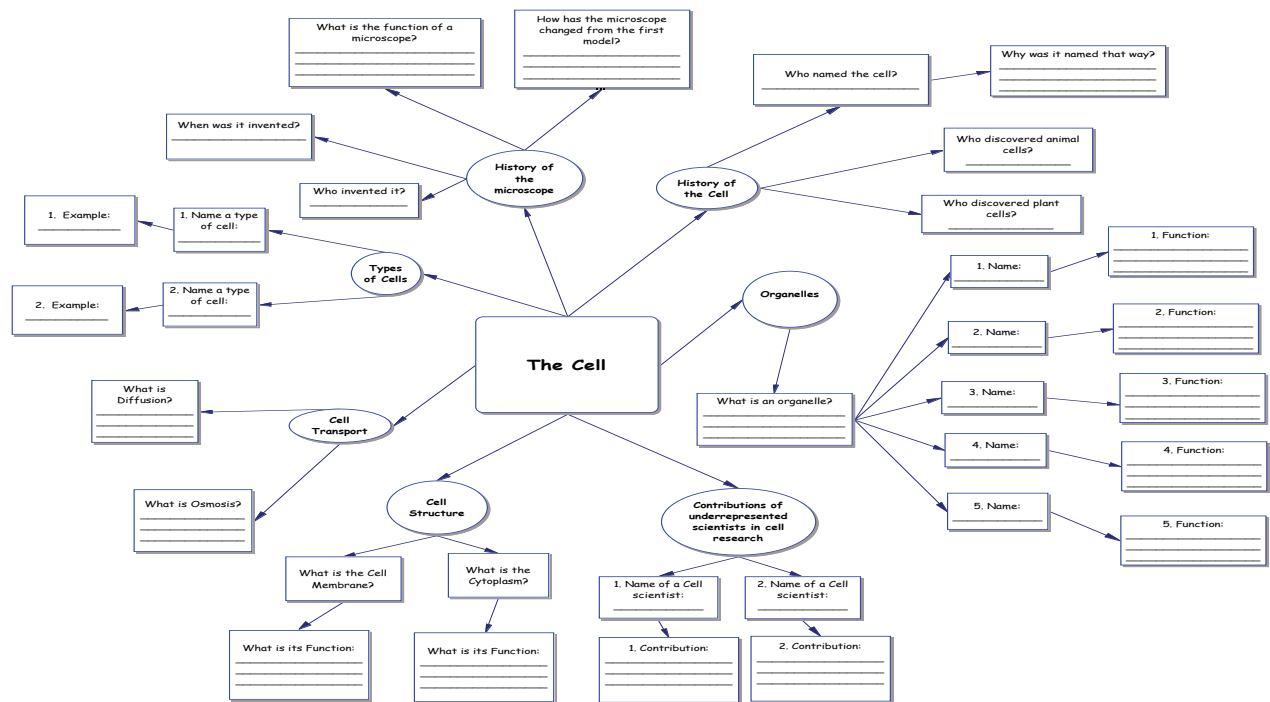 What is the function of a
microscope?
How has the microscope
changed from the first
model?
Who named the cell?
Why was it named that way?
When was it invented?
Who invented it?
History of
the
microscope
History of
the Cell
Who discovered animal
cells?
Who discovered plant
cells?
1. Example:
1. Name a type
of cell:
2. Example:
2. Name a type
of cell:
Types
of Cells
Organelles
1. Name:
1. Function:
2. Name:
2. Function:
The Cell
What is an organelle?
3. Name:
3. Function:
4. Name:
4. Function:
5. Name:
5. Function:
What is
Diffusion?
Cell
Transport
What is Osmosis?
Cell
Structure
Contributions of
underrepresented
scientists in cell
research
What is the Cell
Membrane?
What is the
Cytoplasm?
1. Name of a Cell
scientist:
2. Name of a Cell
scientist:
What is its Function:
What is its Function:
1. Contribution:
2. Contribution: